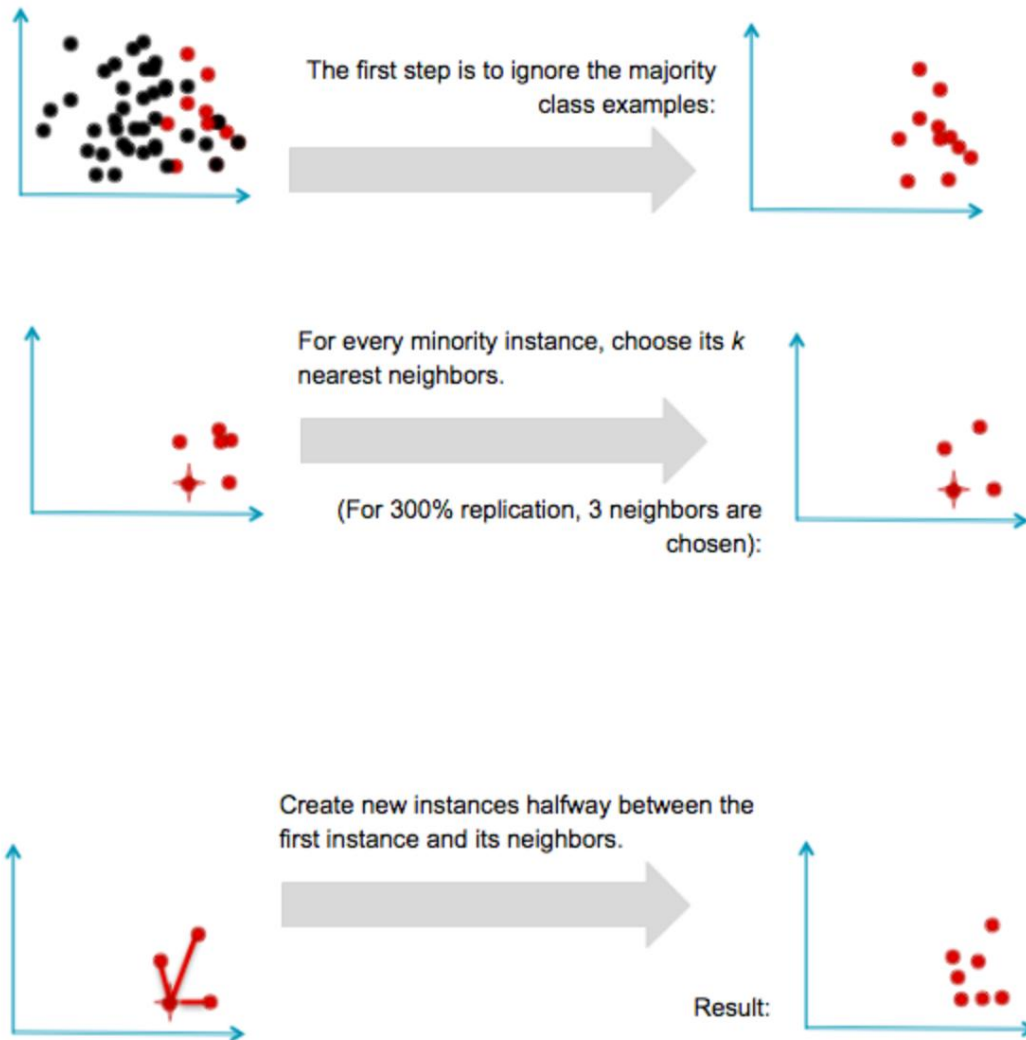 The first step is to ignore the majority
class examples:
For every minority instance, choose its k
nearest neighbors.
(For 300% replication, 3 neighbors are
chosen):
Create new instances halfway between the
first instance and its neighbors.
Result: